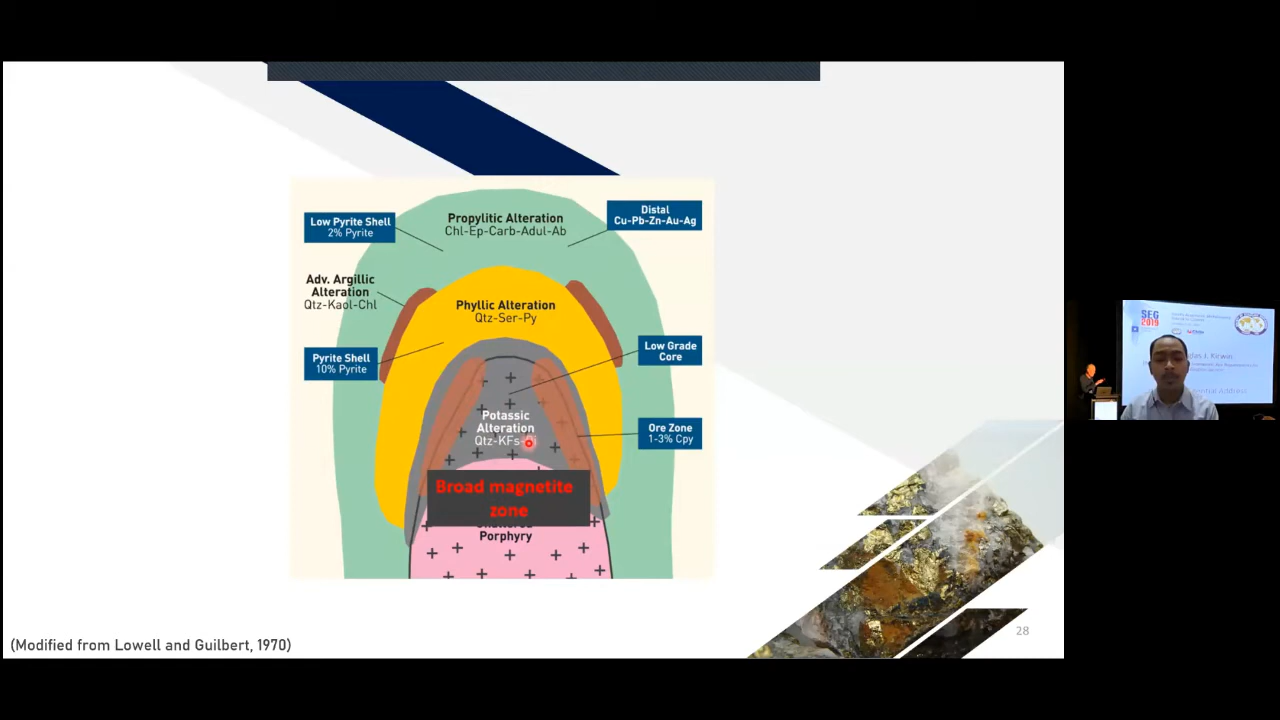 Low Pyrite Shell
2% Pyrite
Propylitic Alteration
Chl-Ep-Carb-Adul-Ab
Distal
Cu-Pb-Zn-Au-Ag
Adv. Argillic
Alteration
Qtz-Kaol-Chl
Phyllic Alteration
Qtz-Ser-Py
Pyrite Shell
10% Pyrite
Low Grade
Core
Potassic
Alteration
Qtz-KFs-
Ore Zone
1-3% Cpy
Broad magnetite
zone
Porphyry
(Modified from Lowell and Guilbert, 1970)
28
SEG
2019